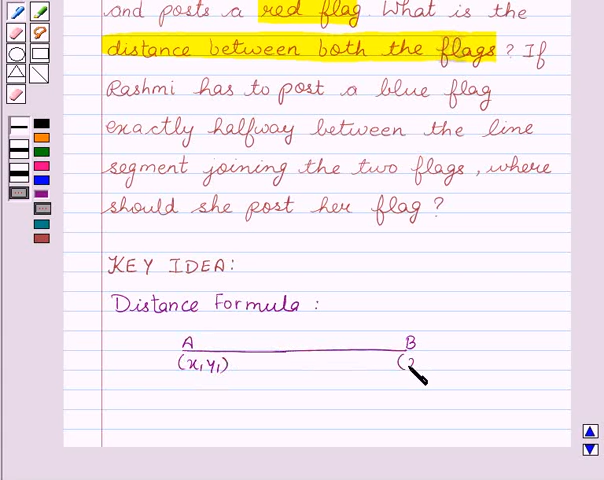 and posts a red flag. What is the
distance between both the flags? If
Rashmi has to post a blue flag
exactly halfway between the line
segment joining the two flags, where
should she post her flag?
KEY IDEA:
Distance Formula:
A B
(x₁y₁) (